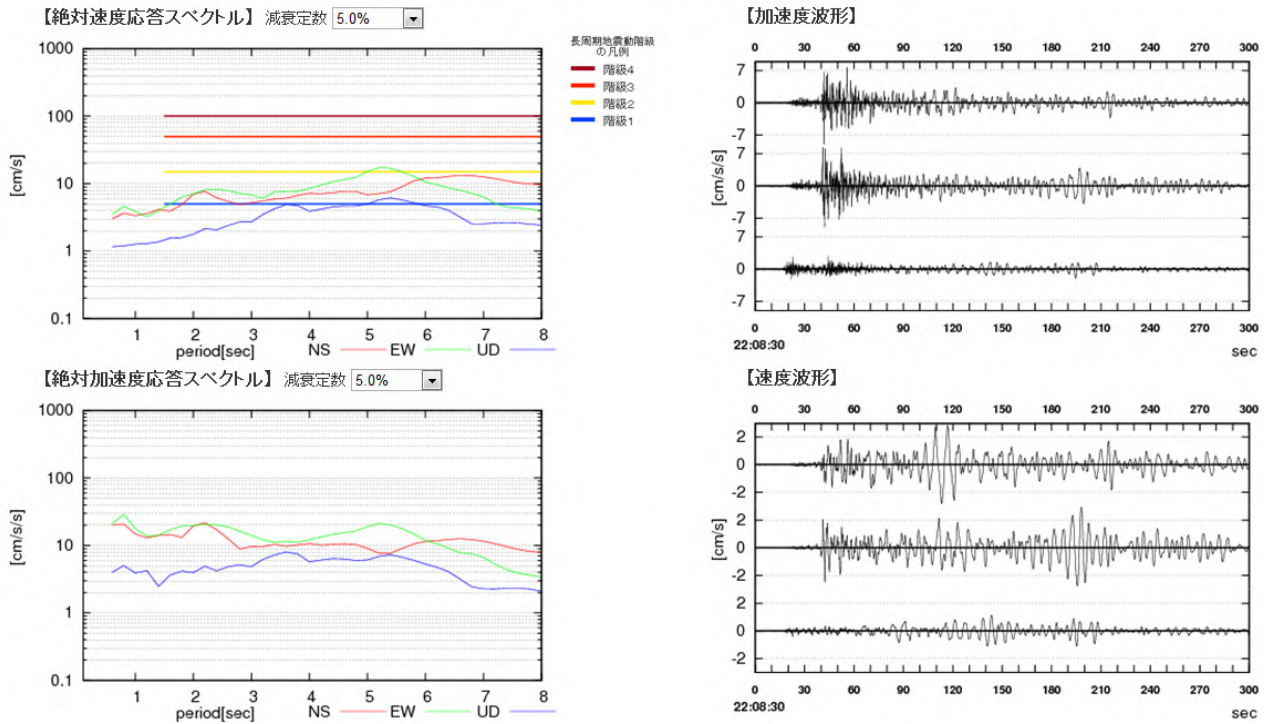 【絶対速度応答スペクトル】 減衰定数 5.0%
1000
100
10
1
0.1
[cm/s]
1 2 3 4 5 6 7 8
period[sec] NS EW UD
長周期地震動階級
の凡例
階級4
階級3
階級2
階級1
【加速度波形】
0 30 60 90 120 150 180 210 240 270 300
7
0
-7
7
0
-7
7
0
-7
[cm/s]
0 30 60 90 120 150 180 210 240 270 300
22:08:30
sec
【絶対加速度応答スペクトル】 減衰定数 5.0%
1000
100
10
1
0.1
[cm/s/s]
1 2 3 4 5 6 7 8
period[sec] NS EW UD
【速度波形】
0 30 60 90 120 150 180 210 240 270 300
2
0
-2
2
0
-2
2
0
-2
[cm/s]
0 30 60 90 120 150 180 210 240 270 300
22:08:30
sec